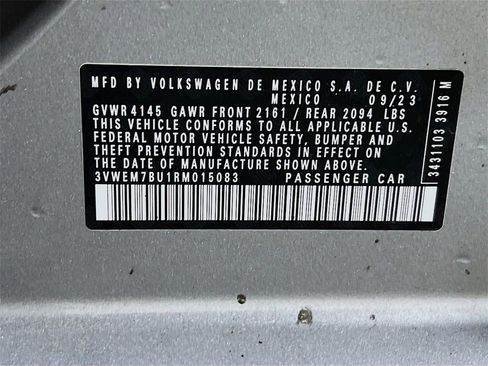 MFD BY VOLKSWAGEN DE MEXICO S.A. DE C.V.
MEXICO 09/23
GVWR 4145 GAWR FRONT 2161 / REAR 2094 LBS
THIS VEHICLE CONFORMS TO ALL APPLICABLE U.S.
FEDERAL MOTOR VEHICLE SAFETY, BUMPER AND
THEFT PREVENTION STANDARDS IN EFFECT ON
THE DATE OF MANUFACTURE SHOWN ABOVE.
3VWEM7BU1RM015083 PASSENGER CAR
3431103 3916 M